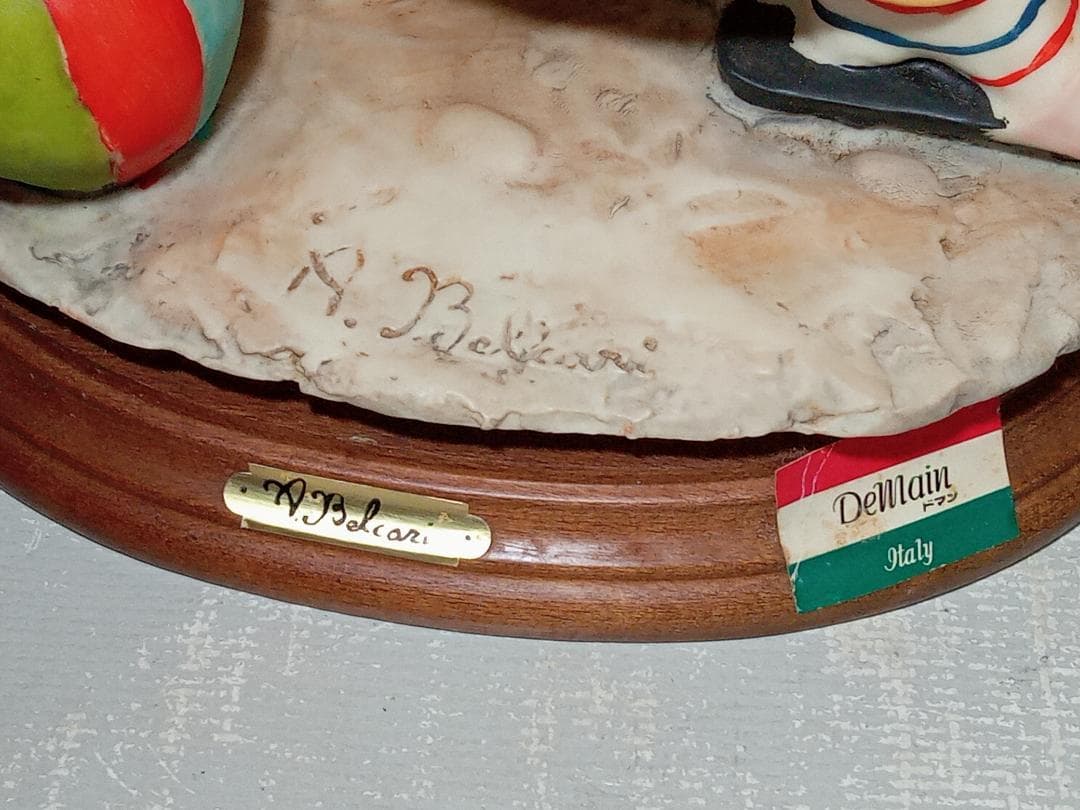 A. Belcari
A. Belcari
DeMain
ドマン
Italy